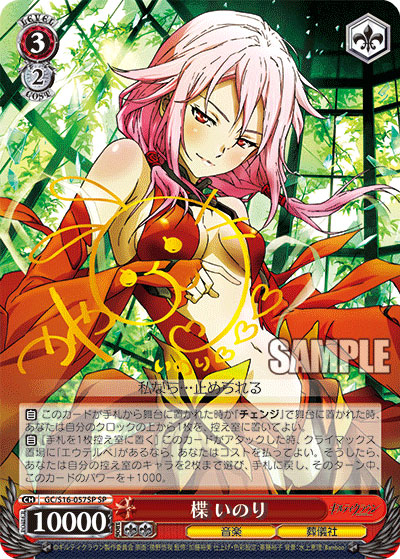 LEVEL
3
2
COST
SAMPLE
私なら…止められる
自 このカードが手札から舞台に置かれた時か「チェンジ」で舞台に置かれた時、
あなたは自分のクロックの上から1枚を、控え室に置いてよい。
自 [手札を1枚控え室に置く] このカードがアタックした時、クライマックス
置場に「エウテルペ」があるなら、あなたはコストを払ってよい。そうしたら、
あなたは自分の控え室のキャラを2枚まで選び、手札に戻し、そのターン中、
このカードのパワーを+1000。
CH
GC/S16-057SP SP
10000
楪 いのり
音楽
葬儀社